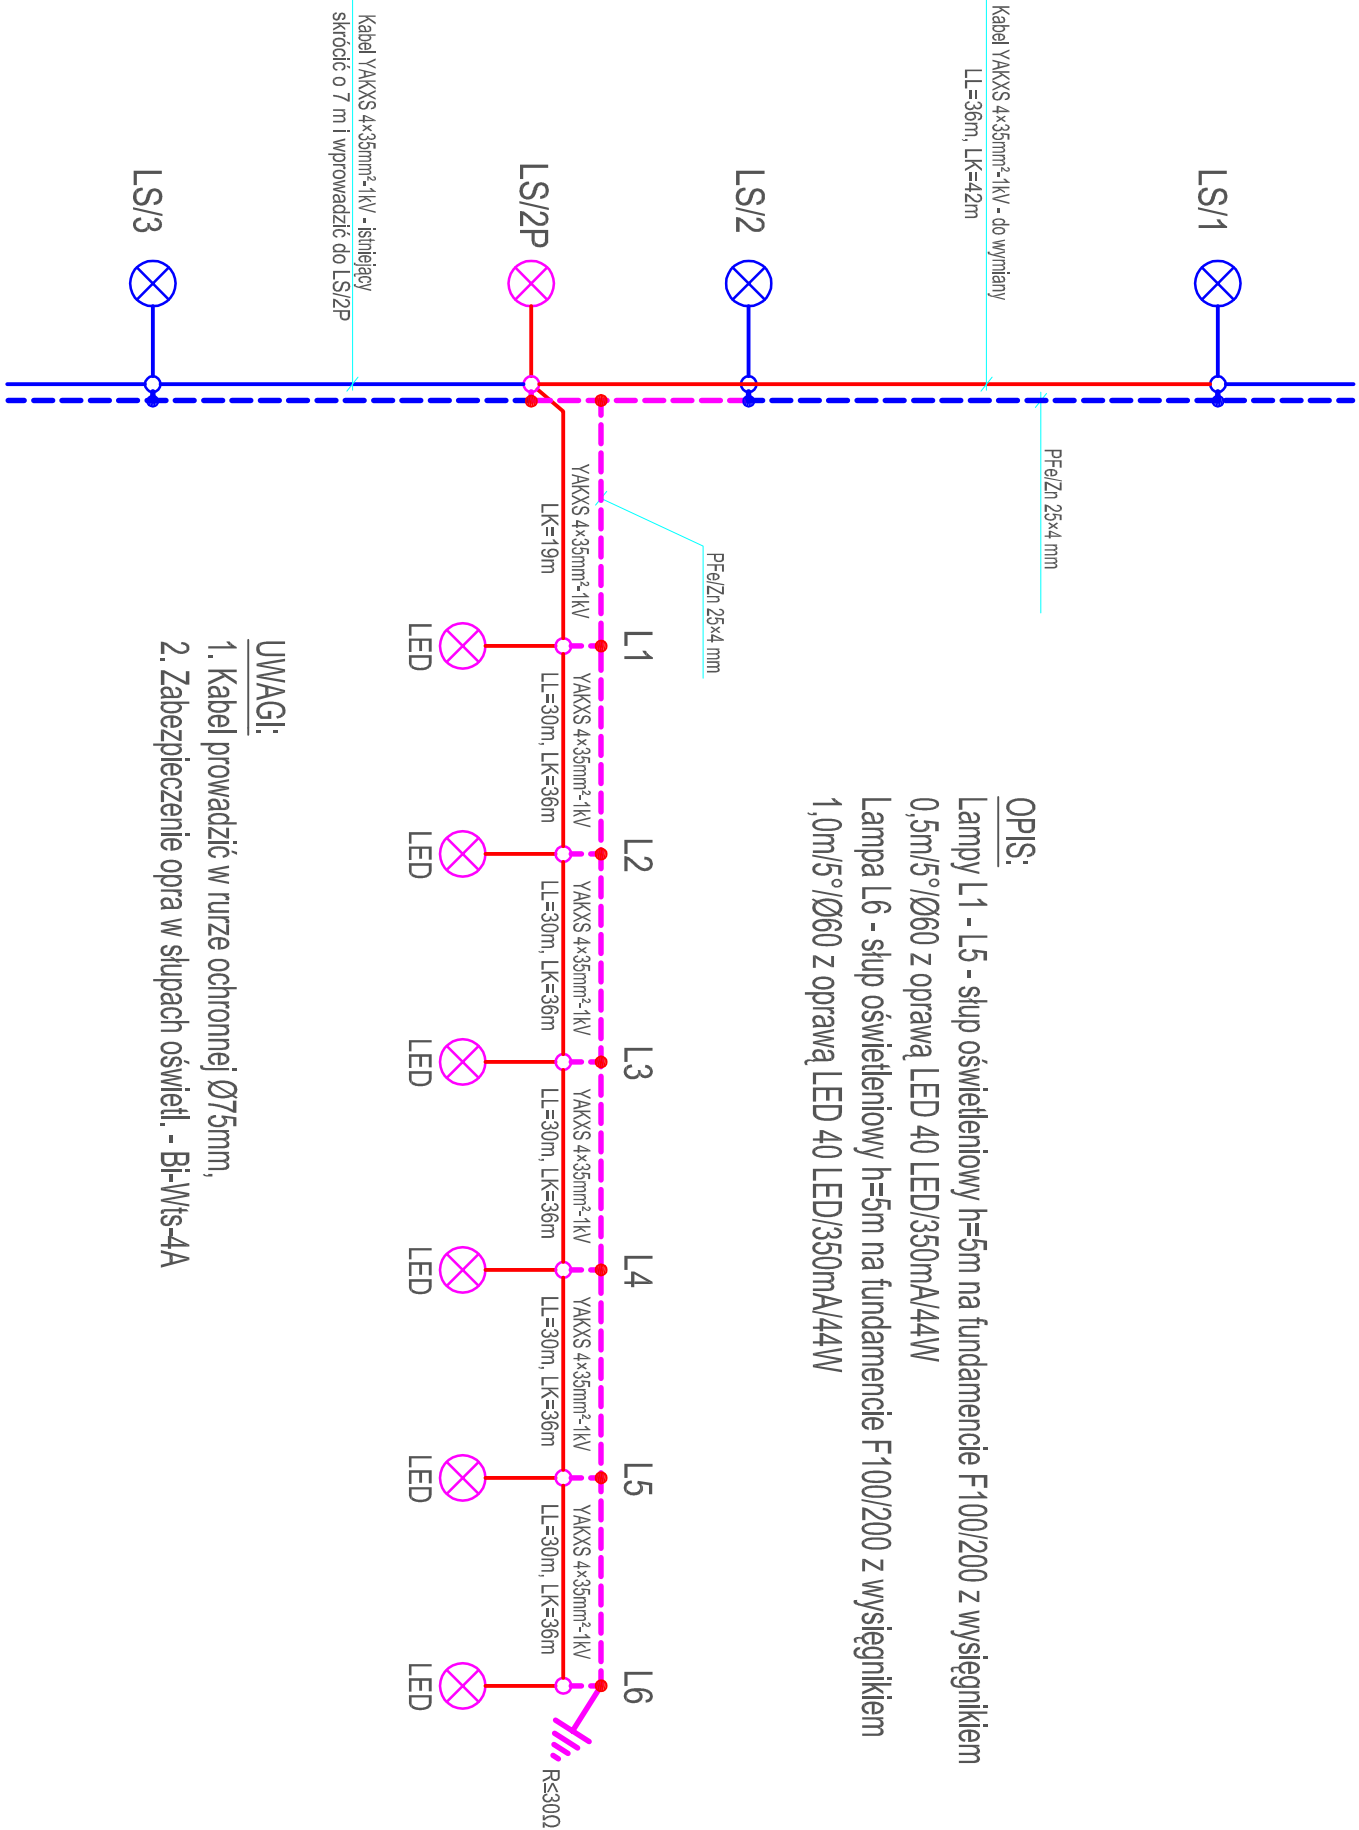 LS/1
Kabel YAKXS 4×35mm²-1kV - do wymiany
LL=36m, LK=42m
PFe/Zn 25×4 mm
LS/2
LS/2P
Kabel YAKXS 4×35mm²-1kV - istniejący
skrócić o 7 m i wprowadzić do LS/2P
LS/3
PFe/Zn 25×4 mm
YAKXS 4×35mm²-1kV
LK=19m
L1
LED
YAKXS 4×35mm²-1kV
LL=30m, LK=36m
L2
LED
YAKXS 4×35mm²-1kV
LL=30m, LK=36m
L3
LED
YAKXS 4×35mm²-1kV
LL=30m, LK=36m
L4
LED
YAKXS 4×35mm²-1kV
LL=30m, LK=36m
L5
LED
YAKXS 4×35mm²-1kV
LL=30m, LK=36m
L6
LED
R≤30Ω
OPIS:
Lampy L1 - L5 - słup oświetleniowy h=5m na fundamencie F100/200 z wysięgnikiem
0,5m/5°/Ø60 z oprawą LED 40 LED/350mA/44W
Lampa L6 - słup oświetleniowy h=5m na fundamencie F100/200 z wysięgnikiem
1,0m/5°/Ø60 z oprawą LED 40 LED/350mA/44W
UWAGI:
1. Kabel prowadzić w rurze ochronnej Ø75mm,
2. Zabezpieczenie opra w słupach oświetl. - Bi-Wts-4A